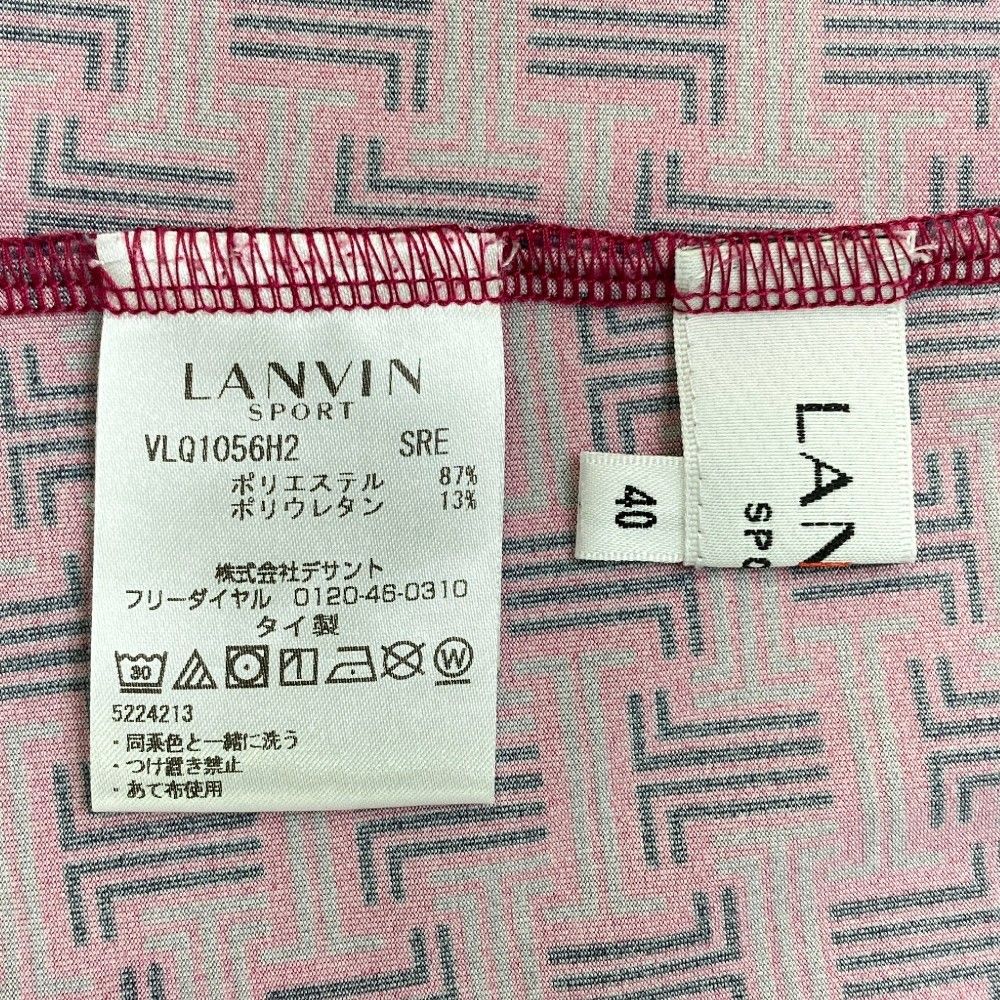 LANVIN
SPORT
VLQ1056H2 SRE
ポリエステル 87%
ポリウレタン 13%
株式会社デサント
フリーダイヤル 0120-46-0310
タイ製
30 W
5224213
・同系色と一緒に洗う
・つけ置き禁止
・あて布使用
40
LAN
SPO